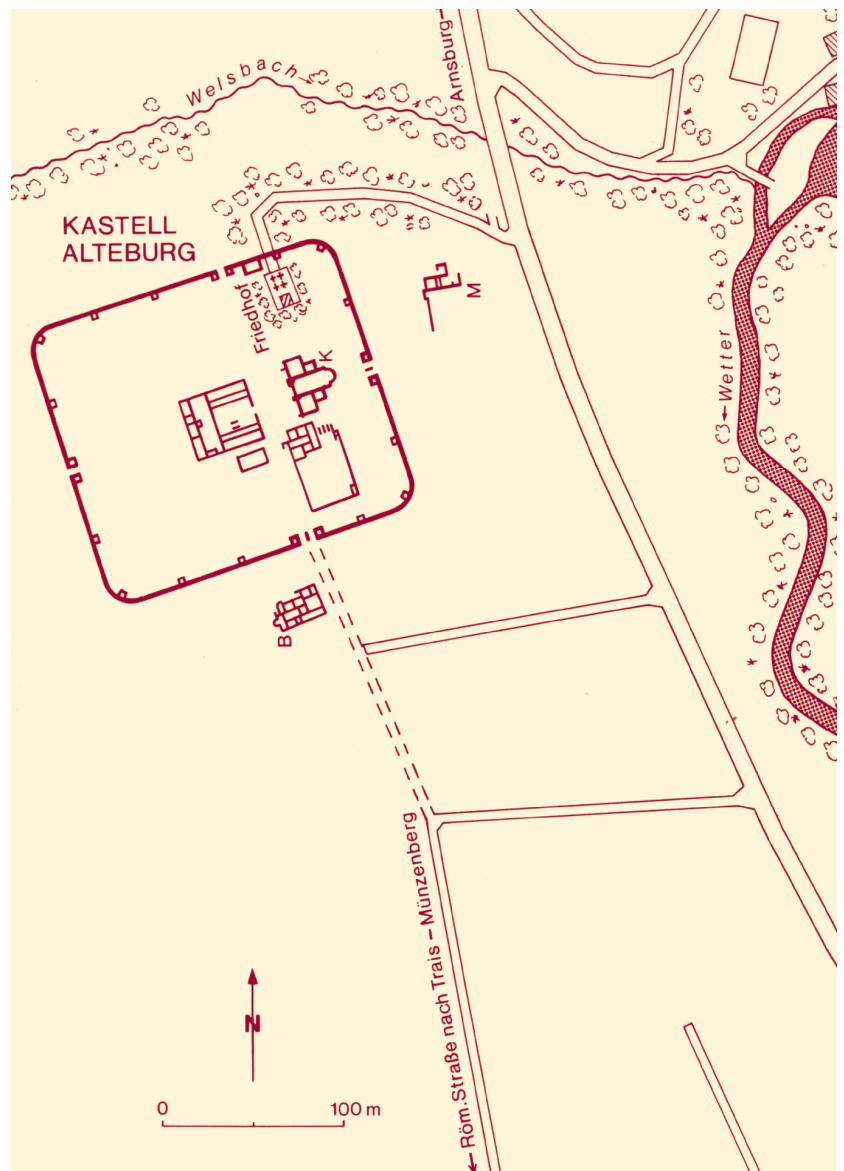 Welsbach→
Arnsburg→
KASTELL
ALTEBURG
Friedhof
M
K
←Wetter
B
← Röm. Straße nach Trais – Münzenberg
N
0 100 m